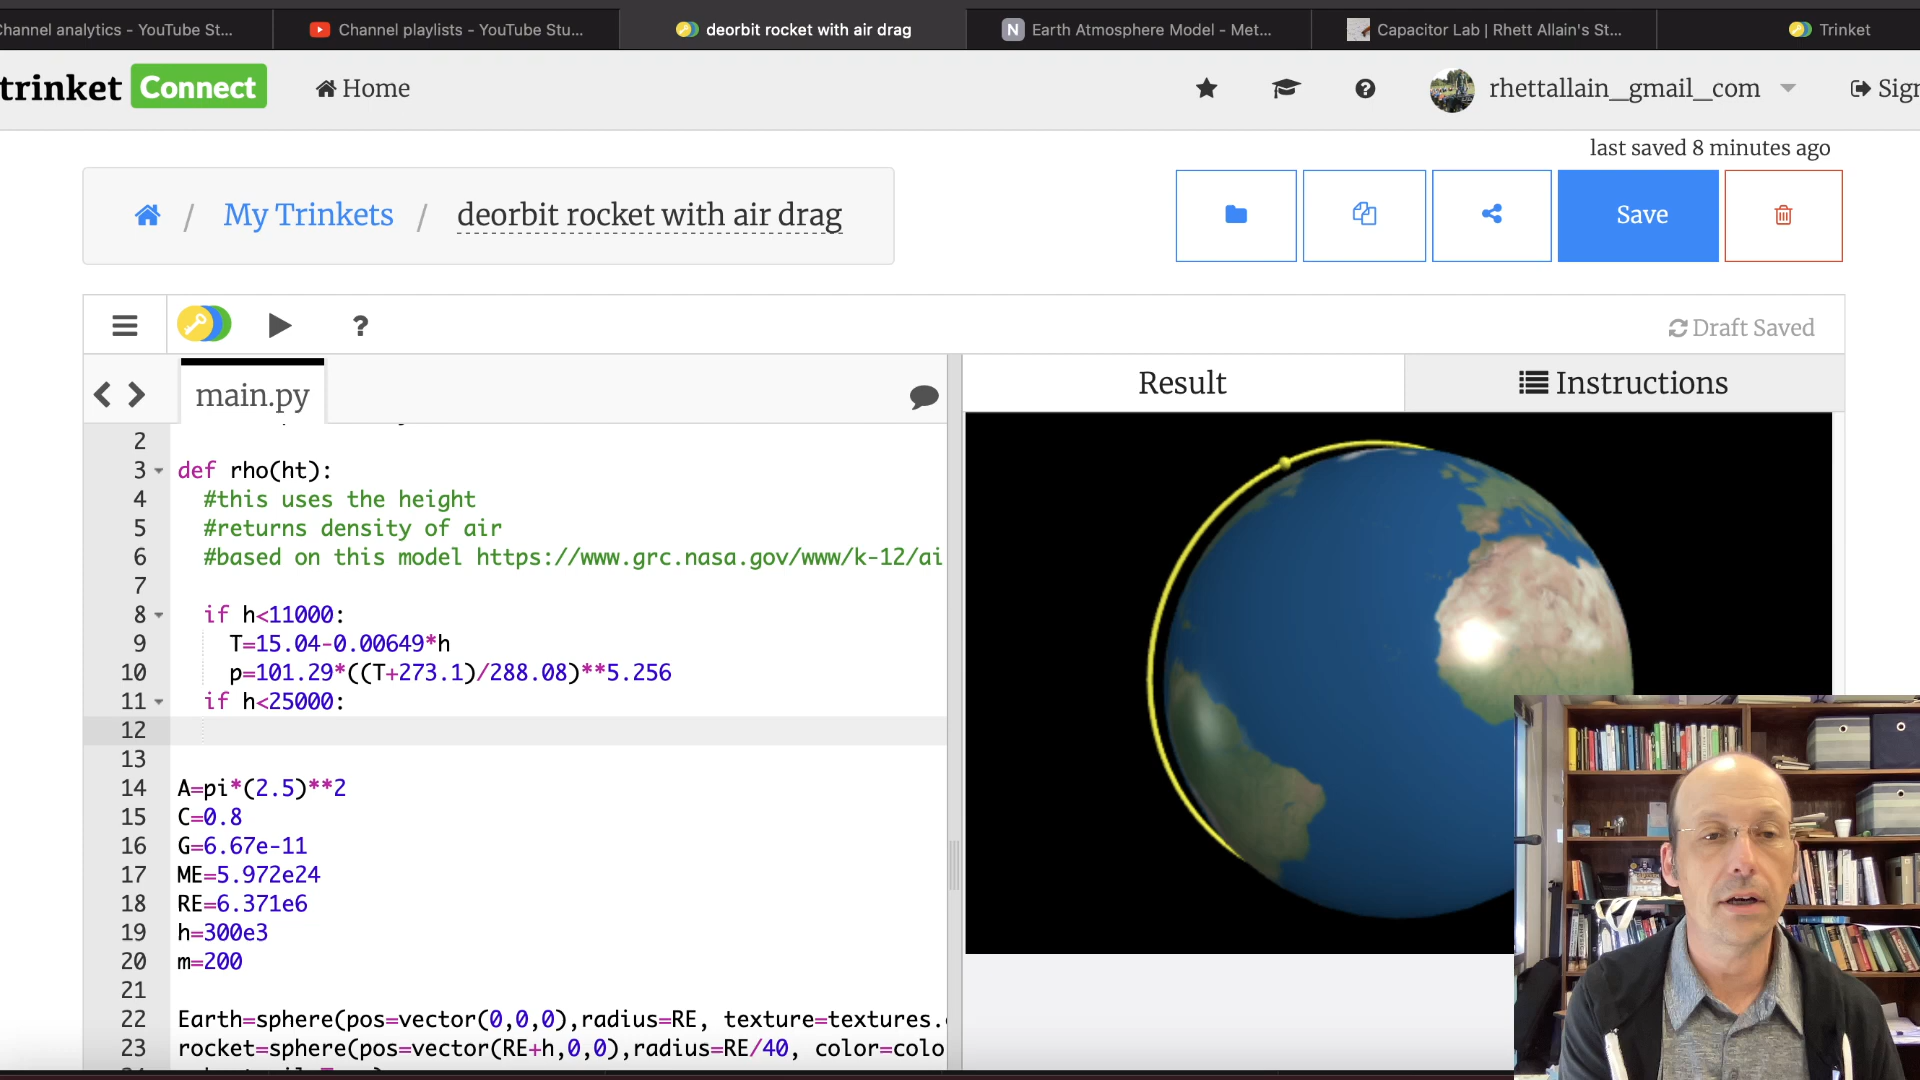 channel analytics - YouTube St...
Channel playlists - YouTube Stu...
deorbit rocket with air drag
N Earth Atmosphere Model - Met...
Capacitor Lab | Rhett Allain's St...
Trinket
trinket Connect
Home
rhettallain_gmail_com
Sign
last saved 8 minutes ago
/ My Trinkets / deorbit rocket with air drag
Save
?
Draft Saved
main.py
Result
Instructions
2
3 def rho(ht):
4 #this uses the height
5 #returns density of air
6 #based on this model https://www.grc.nasa.gov/www/k-12/ai
7
8 if h<11000:
9 T=15.04-0.00649*h
10 p=101.29*((T+273.1)/288.08)**5.256
11 if h<25000:
12
13
14 A=pi*(2.5)**2
15 C=0.8
16 G=6.67e-11
17 ME=5.972e24
18 RE=6.371e6
19 h=300e3
20 m=200
21
22 Earth=sphere(pos=vector(0,0,0),radius=RE, texture=textures.
23 rocket=sphere(pos=vector(RE+h,0,0),radius=RE/40, color=colo